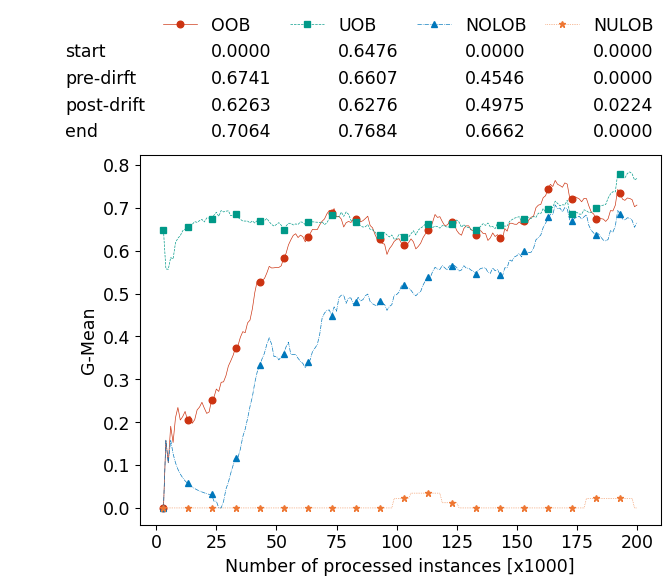 OOB UOB NOLOB NULOB
start 0.0000 0.6476 0.0000 0.0000
pre-dirft 0.6741 0.6607 0.4546 0.0000
post-drift 0.6263 0.6276 0.4975 0.0224
end 0.7064 0.7684 0.6662 0.0000
0.8
0.7
0.6
0.5
0.4
0.3
0.2
0.1
0.0
G-Mean
0 25 50 75 100 125 150 175 200
Number of processed instances [x1000]